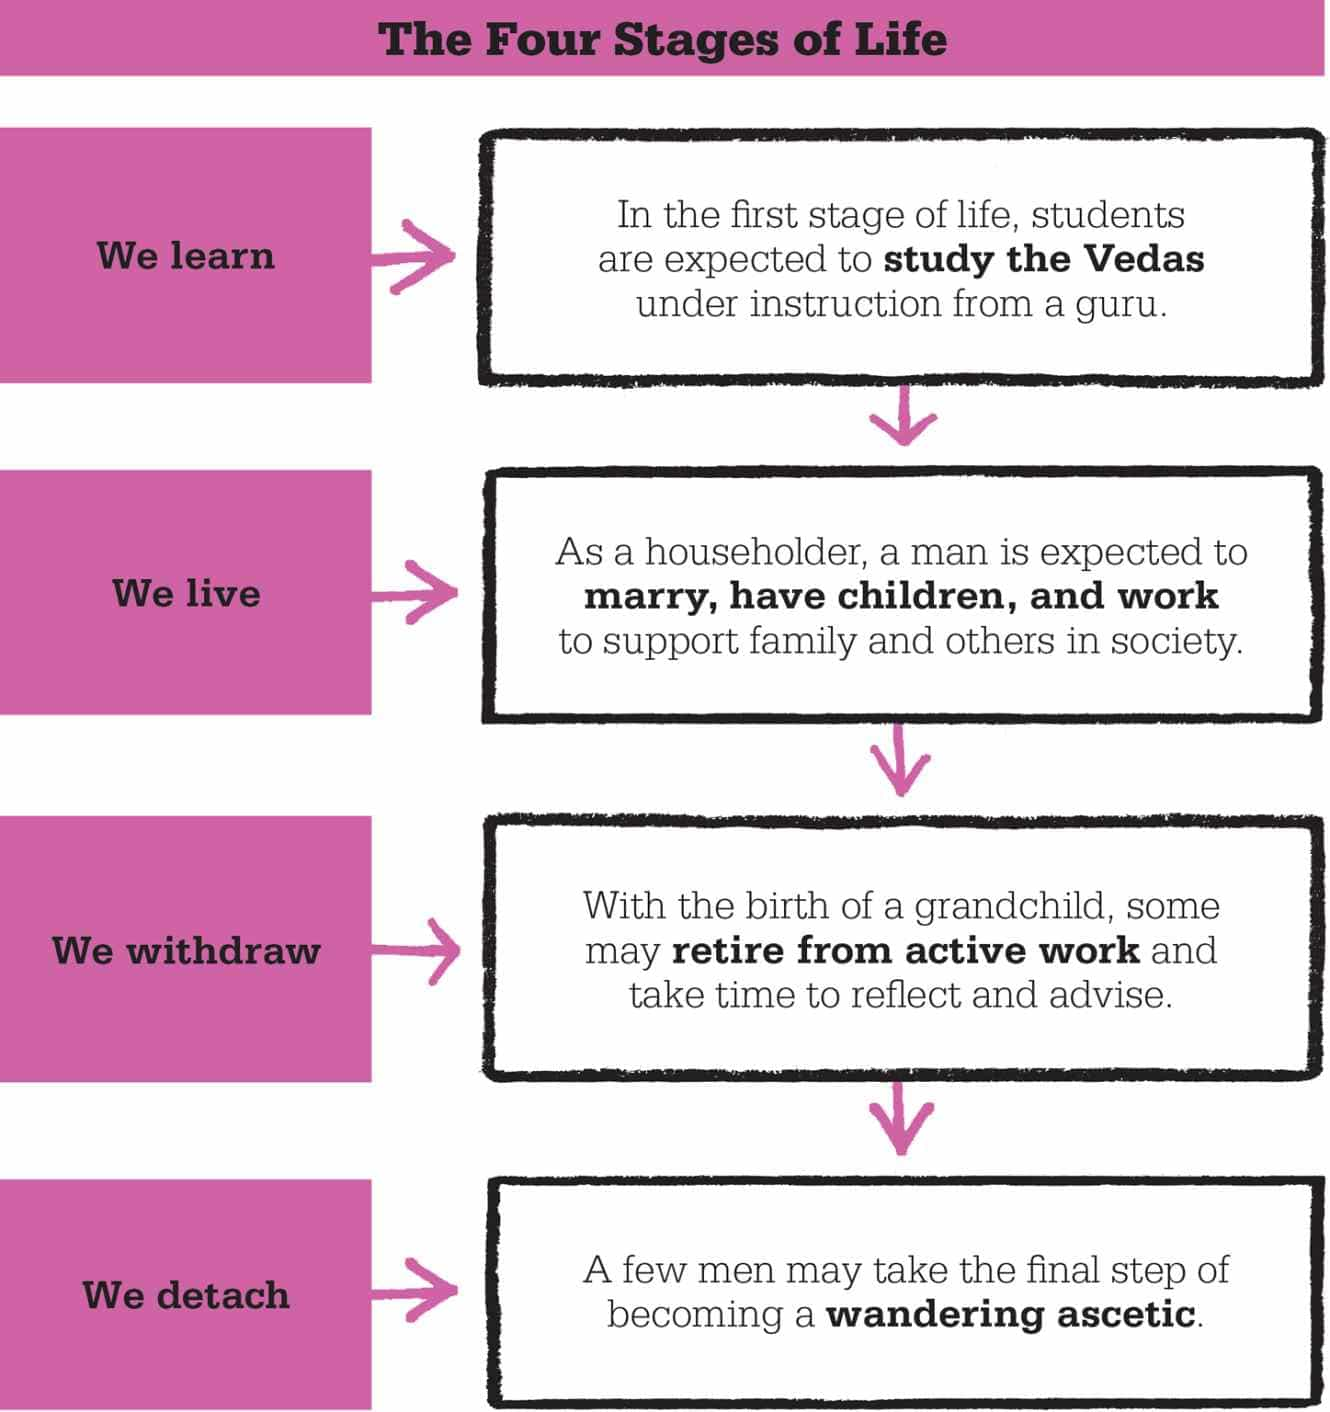 The Four Stages of Life
We learn
In the first stage of life, students
are expected to study the Vedas
under instruction from a guru.
We live
As a householder, a man is expected to
marry, have children, and work
to support family and others in society.
We withdraw
With the birth of a grandchild, some
may retire from active work and
take time to reflect and advise.
We detach
A few men may take the final step of
becoming a wandering ascetic.